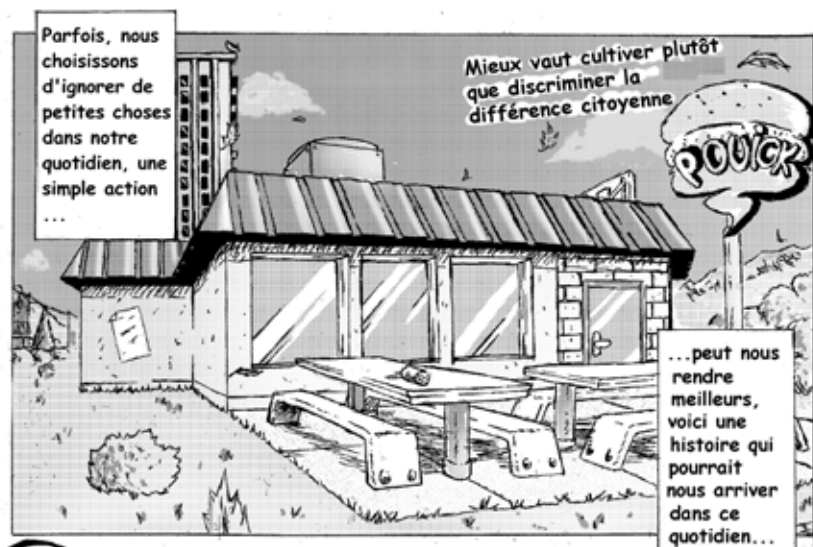 Parfois, nous
choisissons
d'ignorer de
petites choses
dans notre
quotidien, une
simple action
...
Mieux vaut cultiver plutôt
que discriminer la
différence citoyenne
POUICK
...peut nous
rendre
meilleurs,
voici une
histoire qui
pourrait
nous arriver
dans ce
quotidien...